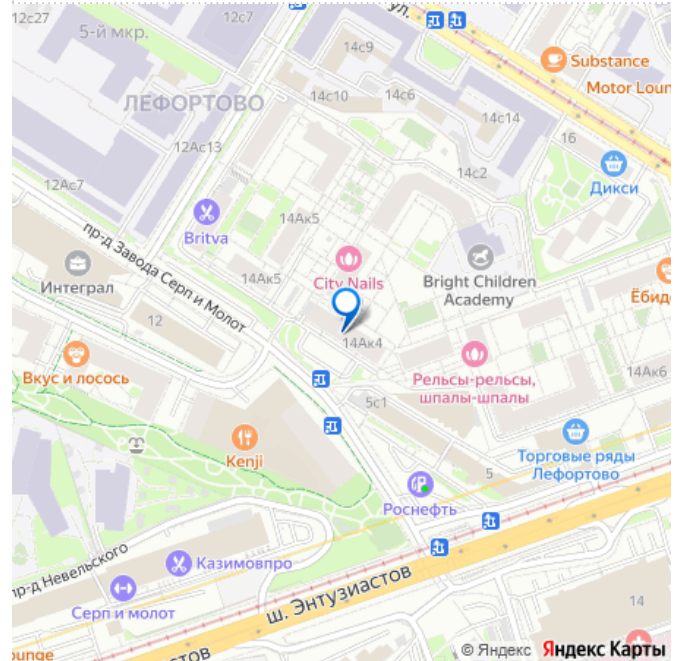 12с27
12с7
5-й мкр.
ул.
14с9
Substance
Motor Loun
ЛЕФОРТОВО
14с10
14с6
14с14
12Ас13
16
Дикси
12Ас7
14с2
Britva
14Ак5
пр-д Завода Серп и Молот
Интеграл
14Ак5
City Nails
Bright Children
Academy
Ёбид
12
14Ак4
Вкус и лосось
Рельсы-рельсы,
шпалы-шпалы
14Ак6
5с1
Kenji
Торговые ряды
Лефортово
5
Роснефть
пр-д Невельского
Казимовпро
ш. Энтузиастов
Серп и молот
14
ounge
стов
© Яндекс Яндекс Карты